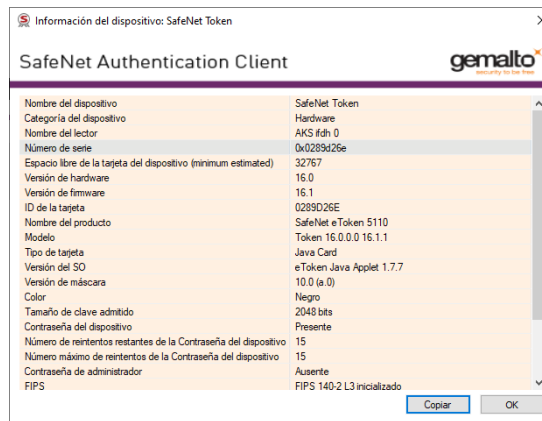 Información del dispositivo: SafeNet Token
SafeNet Authentication Client
gemalto
security to be free
Nombre del dispositivo SafeNet Token
Categoría del dispositivo Hardware
Nombre del lector AKS ifdh 0
Número de serie 0x0289d26e
Espacio libre de la tarjeta del dispositivo (minimum estimated) 32767
Versión de hardware 16.0
Versión de firmware 16.1
ID de la tarjeta 0289D26E
Nombre del producto SafeNet eToken 5110
Modelo Token 16.0.0.0 16.1.1
Tipo de tarjeta Java Card
Versión del SO eToken Java Applet 1.7.7
Versión de máscara 10.0 (a.0)
Color Negro
Tamaño de clave admitido 2048 bits
Contraseña del dispositivo Presente
Número de reintentos restantes de la Contraseña del dispositivo 15
Número máximo de reintentos de la Contraseña del dispositivo 15
Contraseña de administrador Ausente
FIPS FIPS 140-2 L3 inicializado
Copiar OK